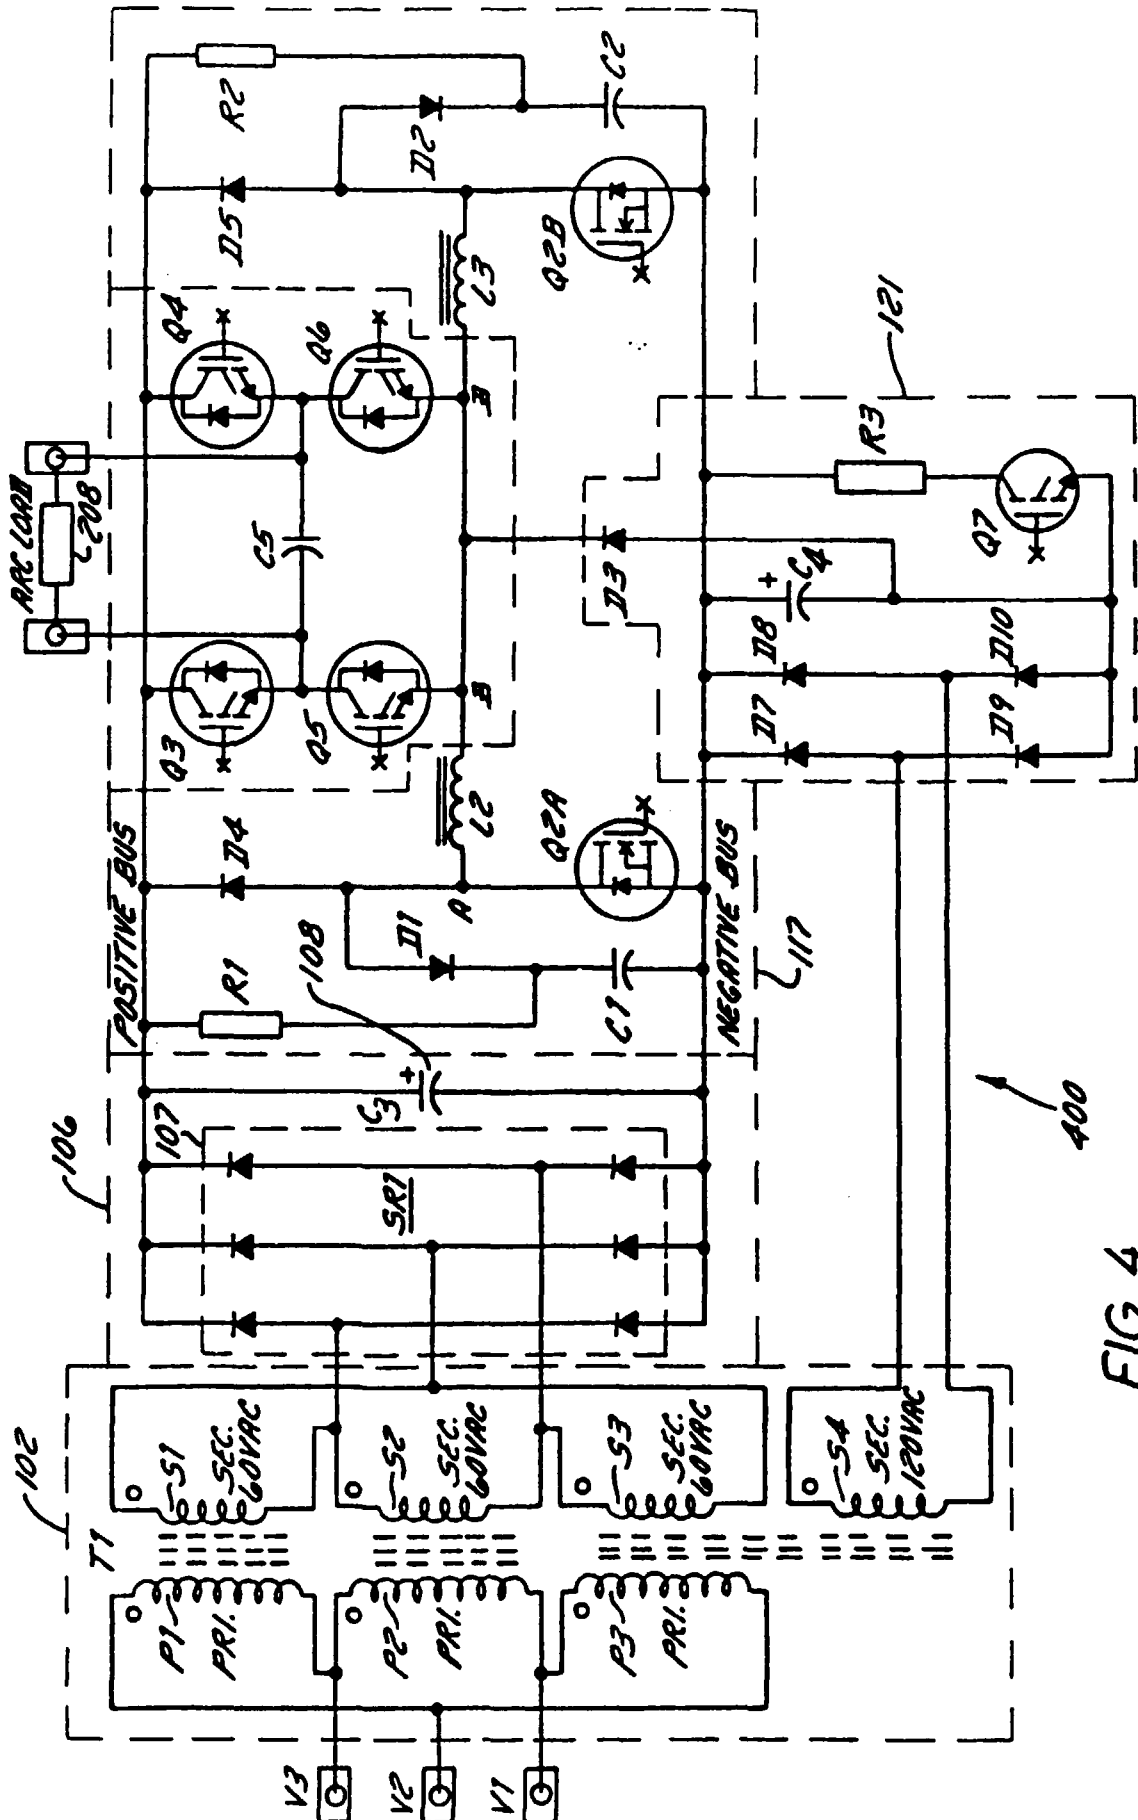 102
T1
V3
V2
V1
P1
PRI.
P2
PRI.
P3
PRI.
S1
SEC.
60VAC
S2
SEC.
60VAC
S3
SEC.
60VAC
S4
SEC.
120VAC
106
107
SR1
C3
+
108
POSITIVE BUS
NEGATIVE BUS
117
R1
D1
C1
D4
A
Q2A
L2
B
B
Q3
Q5
C5
ARC LOAD
208
Q4
Q6
L3
D5
R2
D2
C2
Q2B
D3
121
D7
D8
D9
D10
+
C4
R3
Q7
400
FIG. 4